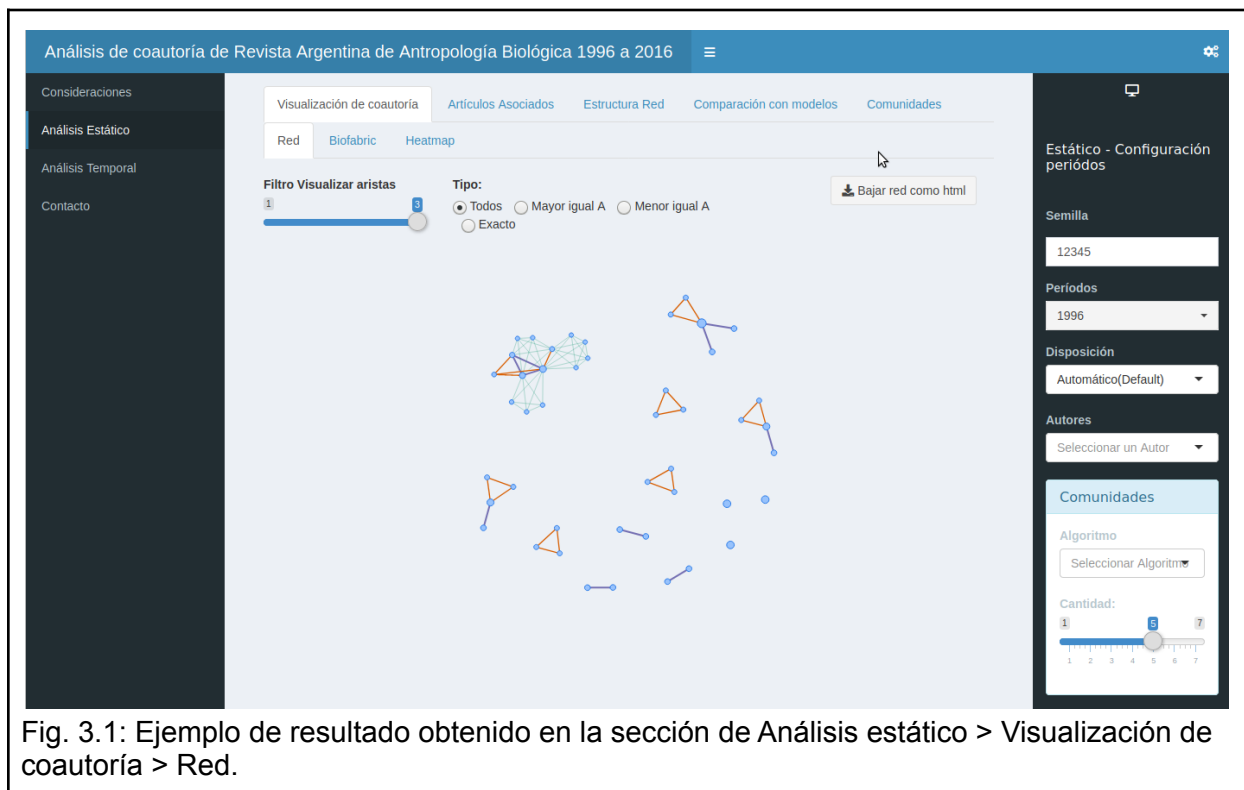 Análisis de coautoría de Revista Argentina de Antropología Biológica 1996 a 2016
Consideraciones
Análisis Estático
Análisis Temporal
Contacto
Visualización de coautoría Artículos Asociados Estructura Red Comparación con modelos Comunidades
Red Biofabric Heatmap
Filtro Visualizar aristas
1 3
Tipo:
Todos Mayor igual A Menor igual A
Exacto
Bajar red como html
Estático - Configuración
periódos
Semilla
12345
Períodos
1996
Disposición
Automático(Default)
Autores
Seleccionar un Autor
Comunidades
Algoritmo
Seleccionar Algoritmo
Cantidad:
1 5 7
1 2 3 4 5 6 7
Fig. 3.1: Ejemplo de resultado obtenido en la sección de Análisis estático > Visualización de
coautoría > Red.